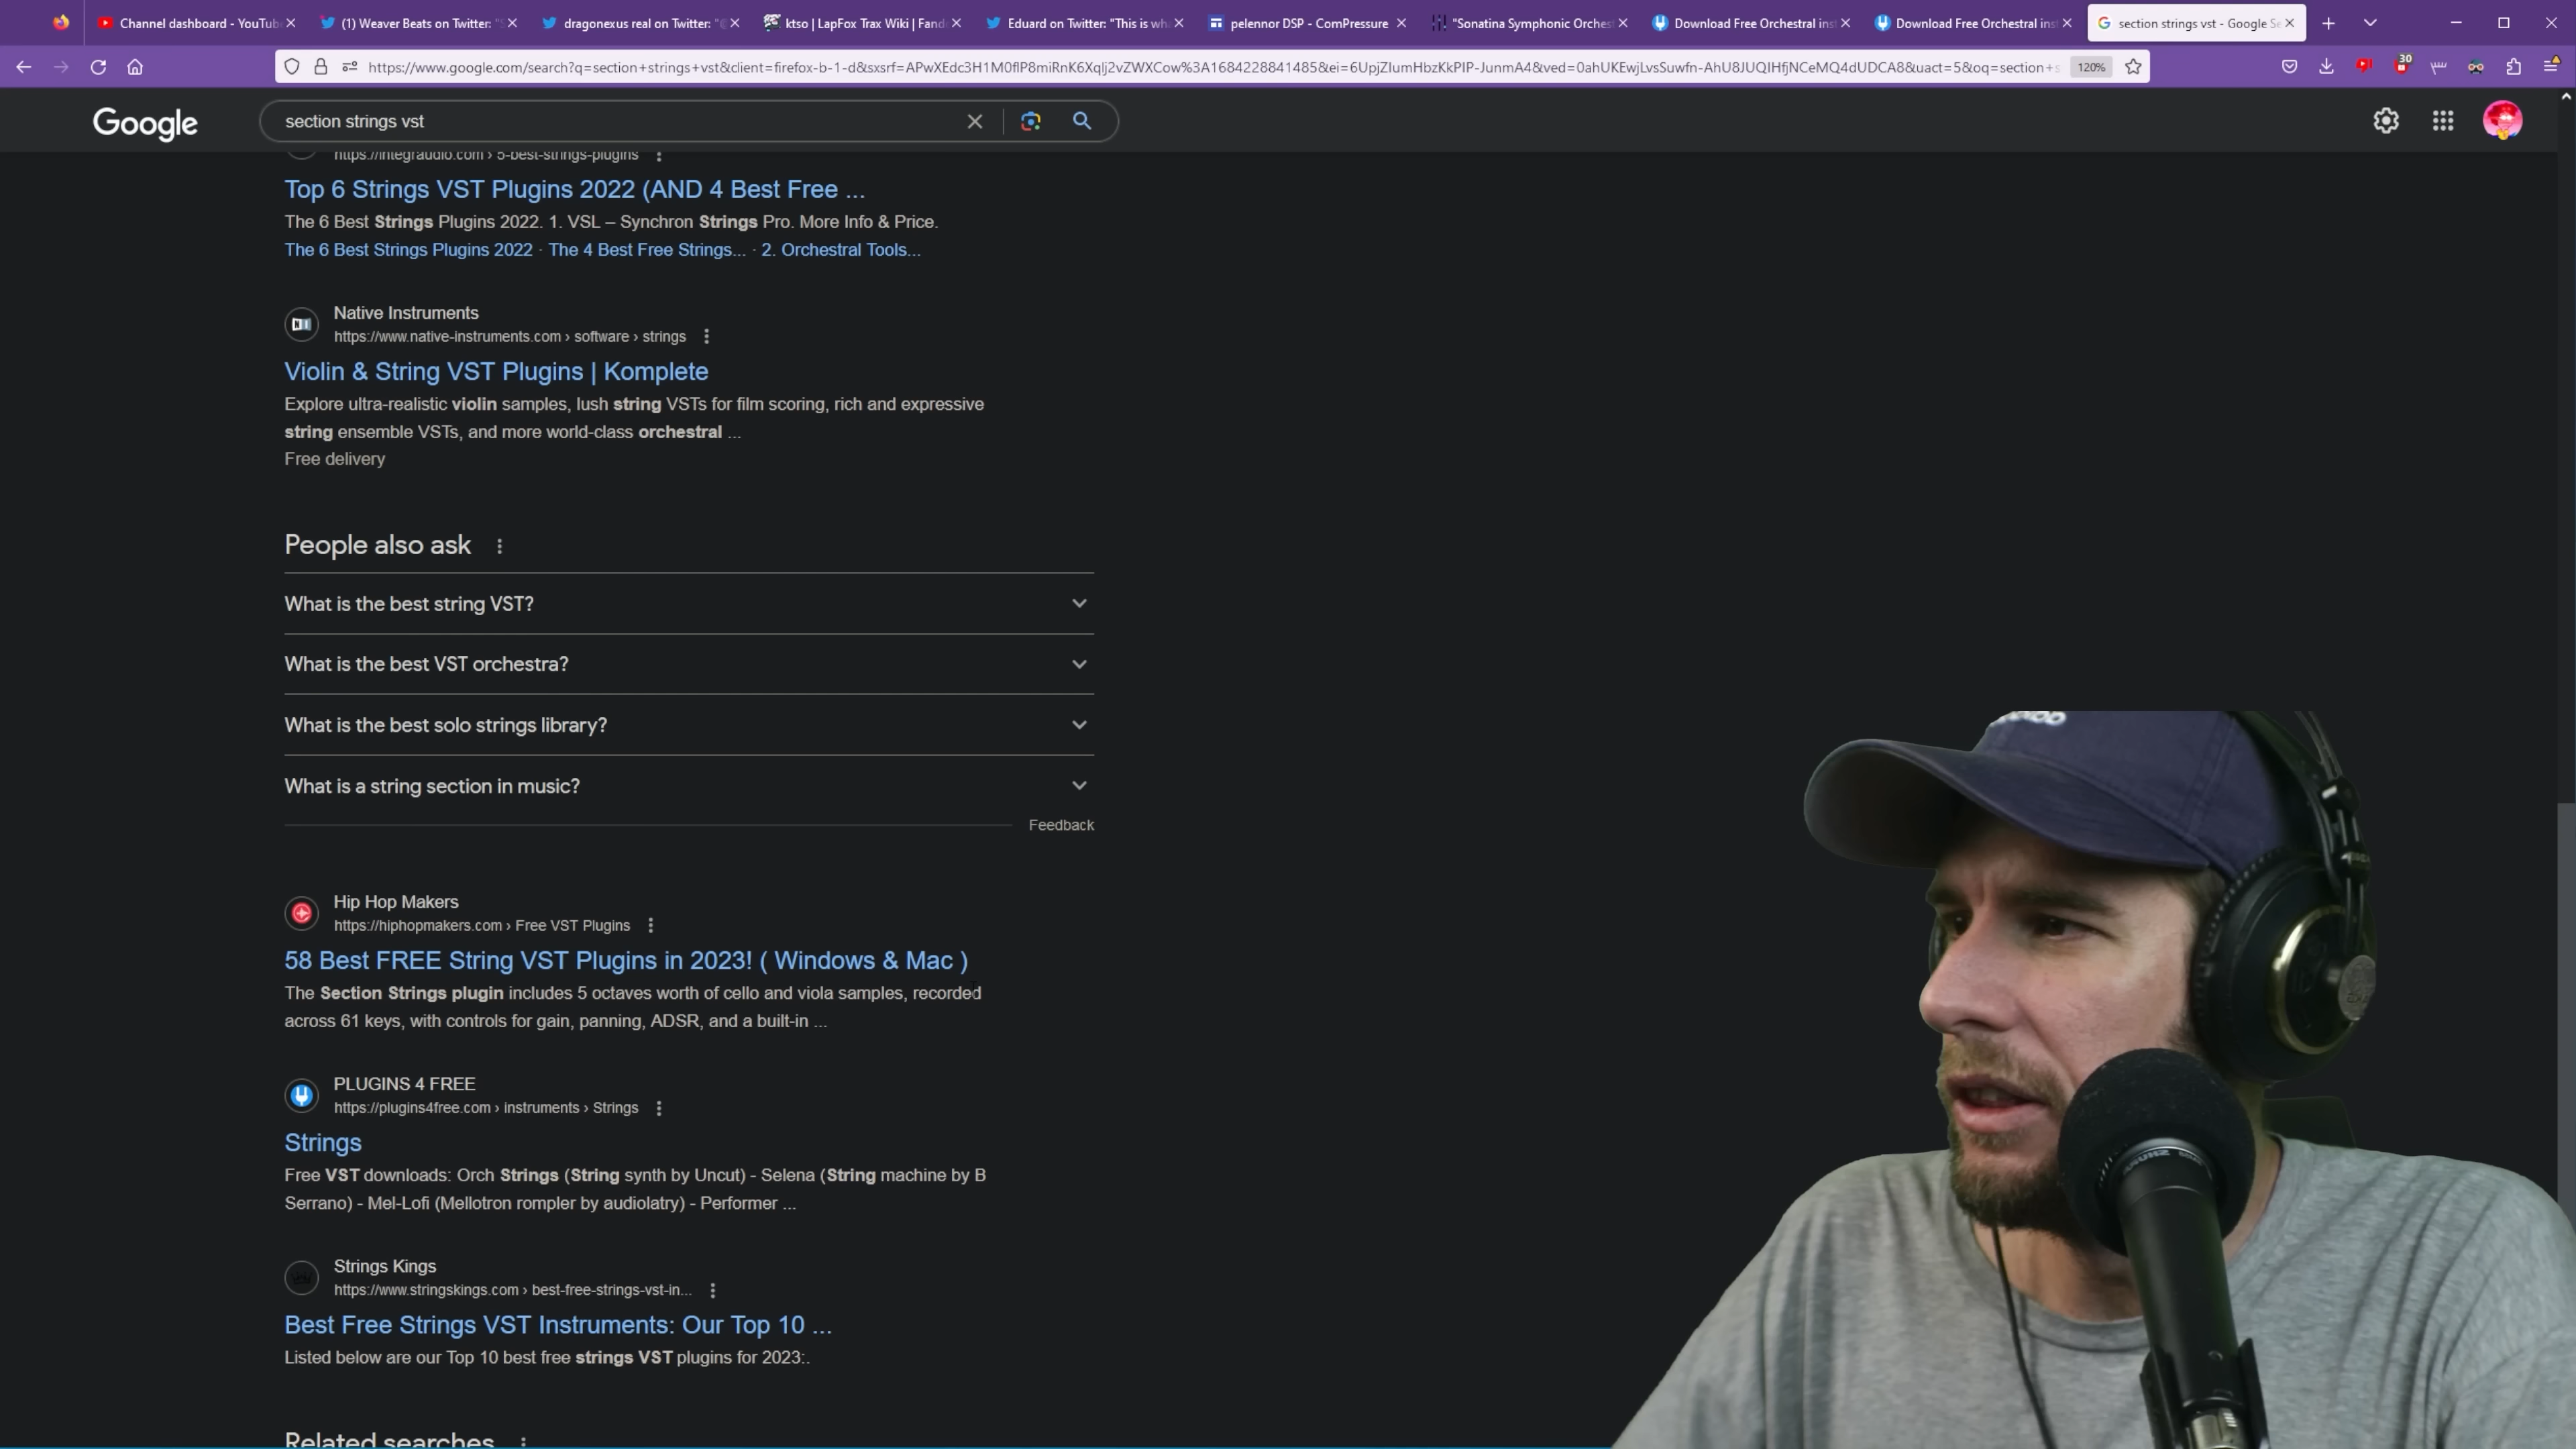 Channel dashboard - YouTub
(1) Weaver Beats on Twitter: "S
dragonexus real on Twitter: "@
ktso | LapFox Trax Wiki | Fand
Eduard on Twitter: "This is wh
pelennor DSP - ComPressure
"Sonatina Symphonic Orches
Download Free Orchestral ins
Download Free Orchestral ins
section strings vst - Google Se
https://www.google.com/search?q=section+strings+vst&client=firefox-b-1-d&sxsrf=APwXEdc3H1M0flP8miRnK6Xqlj2vZWXCow%3A1684228841485&ei=6UpjZIumHbzKkPIP-JunmA4&ved=0ahUKEwjLvsSuwfn-AhU8JUQIHfjNCeMQ4dUDCA8&uact=5&oq=section+s
120%
30
Google
section strings vst
https://integraudio.com › 5-best-strings-plugins
Top 6 Strings VST Plugins 2022 (AND 4 Best Free ...
The 6 Best Strings Plugins 2022. 1. VSL – Synchron Strings Pro. More Info & Price.
The 6 Best Strings Plugins 2022 · The 4 Best Free Strings... · 2. Orchestral Tools...
Native Instruments
https://www.native-instruments.com › software › strings
Violin & String VST Plugins | Komplete
Explore ultra-realistic violin samples, lush string VSTs for film scoring, rich and expressive
string ensemble VSTs, and more world-class orchestral ...
Free delivery
People also ask
What is the best string VST?
What is the best VST orchestra?
What is the best solo strings library?
What is a string section in music?
Feedback
Hip Hop Makers
https://hiphopmakers.com › Free VST Plugins
58 Best FREE String VST Plugins in 2023! ( Windows & Mac )
The Section Strings plugin includes 5 octaves worth of cello and viola samples, recorded
across 61 keys, with controls for gain, panning, ADSR, and a built-in ...
PLUGINS 4 FREE
https://plugins4free.com › instruments › Strings
Strings
Free VST downloads: Orch Strings (String synth by Uncut) - Selena (String machine by B
Serrano) - Mel-Lofi (Mellotron rompler by audiolatry) - Performer ...
Strings Kings
https://www.stringskings.com › best-free-strings-vst-in...
Best Free Strings VST Instruments: Our Top 10 ...
Listed below are our Top 10 best free strings VST plugins for 2023:.
Related searches